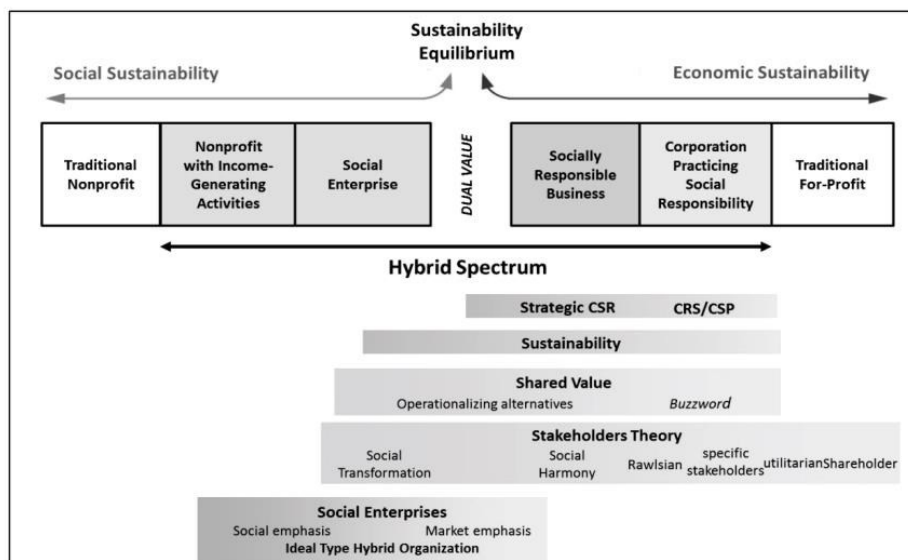 Sustainability
Equilibrium
Social Sustainability
Economic Sustainability
Traditional
Nonprofit
Nonprofit
with Income-
Generating
Activities
Social
Enterprise
DUAL VALUE
Socially
Responsible
Business
Corporation
Practicing
Social
Responsibility
Traditional
For-Profit
Hybrid Spectrum
Strategic CSR CRS/CSP
Sustainability
Shared Value
Operationalizing alternatives Buzzword
Stakeholders Theory
Social
Transformation
Social
Harmony
Rawlsian
specific
stakeholders
utilitarian
Shareholder
Social Enterprises
Social emphasis Market emphasis
Ideal Type Hybrid Organization